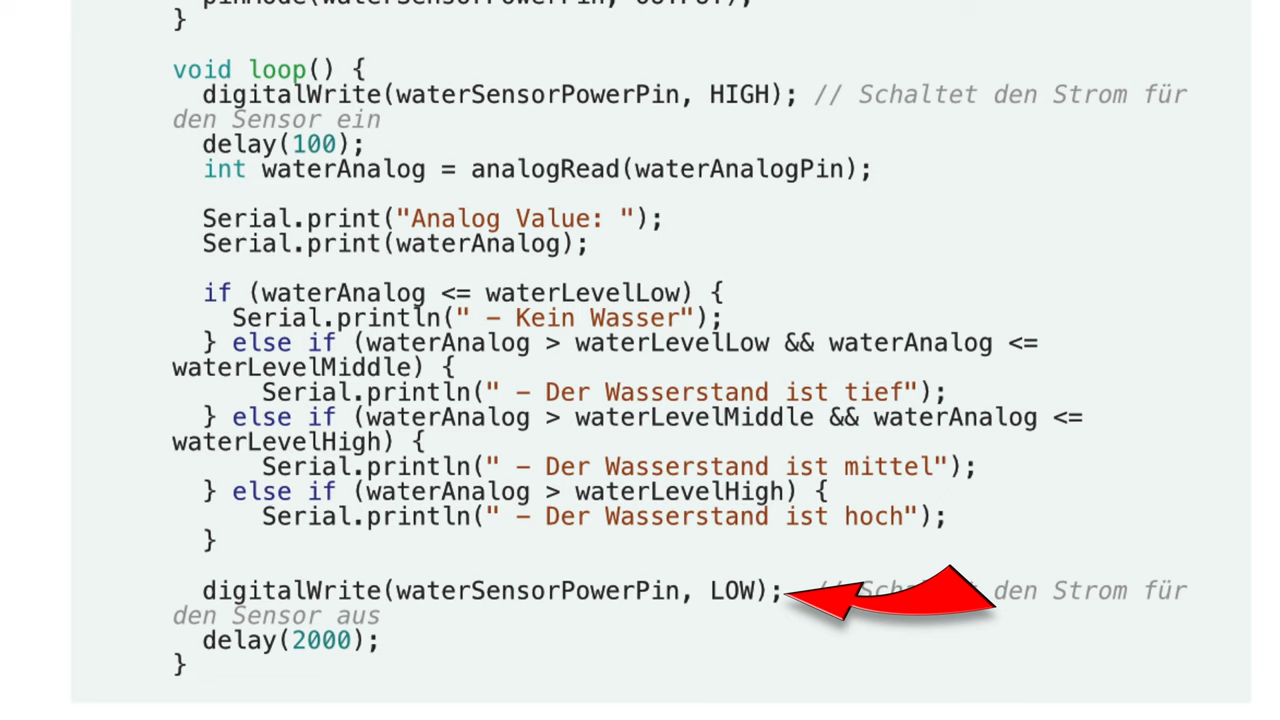 }
void loop() {
digitalWrite(waterSensorPowerPin, HIGH); // Schaltet den Strom für
den Sensor ein
delay(100);
int waterAnalog = analogRead(waterAnalogPin);
Serial.print("Analog Value: ");
Serial.print(waterAnalog);
if (waterAnalog <= waterLevelLow) {
Serial.println(" – Kein Wasser");
} else if (waterAnalog > waterLevelLow && waterAnalog <=
waterLevelMiddle) {
Serial.println(" – Der Wasserstand ist tief");
} else if (waterAnalog > waterLevelMiddle && waterAnalog <=
waterLevelHigh) {
Serial.println(" – Der Wasserstand ist mittel");
} else if (waterAnalog > waterLevelHigh) {
Serial.println(" – Der Wasserstand ist hoch");
}
digitalWrite(waterSensorPowerPin, LOW); // den Strom für
den Sensor aus
delay(2000);
}